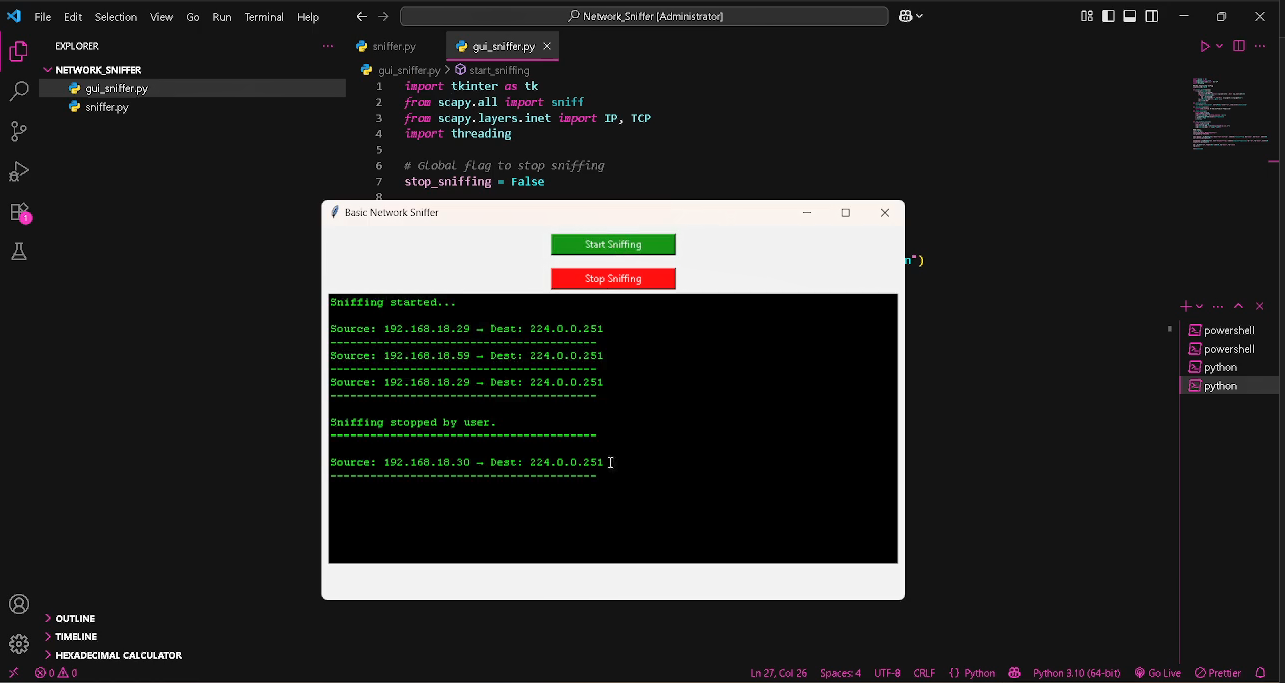 File Edit Selection View Go Run Terminal Help
Network_Sniffer [Administrator]
EXPLORER
NETWORK_SNIFFER
gui_sniffer.py
sniffer.py
1
sniffer.py
gui_sniffer.py
gui_sniffer.py > start_sniffing
1 import tkinter as tk
2 from scapy.all import sniff
3 from scapy.layers.inet import IP, TCP
4 import threading
5
6 # Global flag to stop sniffing
7 stop_sniffing = False
8
n")
Basic Network Sniffer
Start Sniffing
Stop Sniffing
Sniffing started...
Source: 192.168.18.29 → Dest: 224.0.0.251
----------------------------------------
Source: 192.168.18.59 → Dest: 224.0.0.251
----------------------------------------
Source: 192.168.18.29 → Dest: 224.0.0.251
----------------------------------------
Sniffing stopped by user.
========================================
Source: 192.168.18.30 → Dest: 224.0.0.251
----------------------------------------
powershell
powershell
python
python
OUTLINE
TIMELINE
HEXADECIMAL CALCULATOR
0 0
Ln 27, Col 26 Spaces: 4 UTF-8 CRLF {} Python Python 3.10 (64-bit) Go Live Prettier